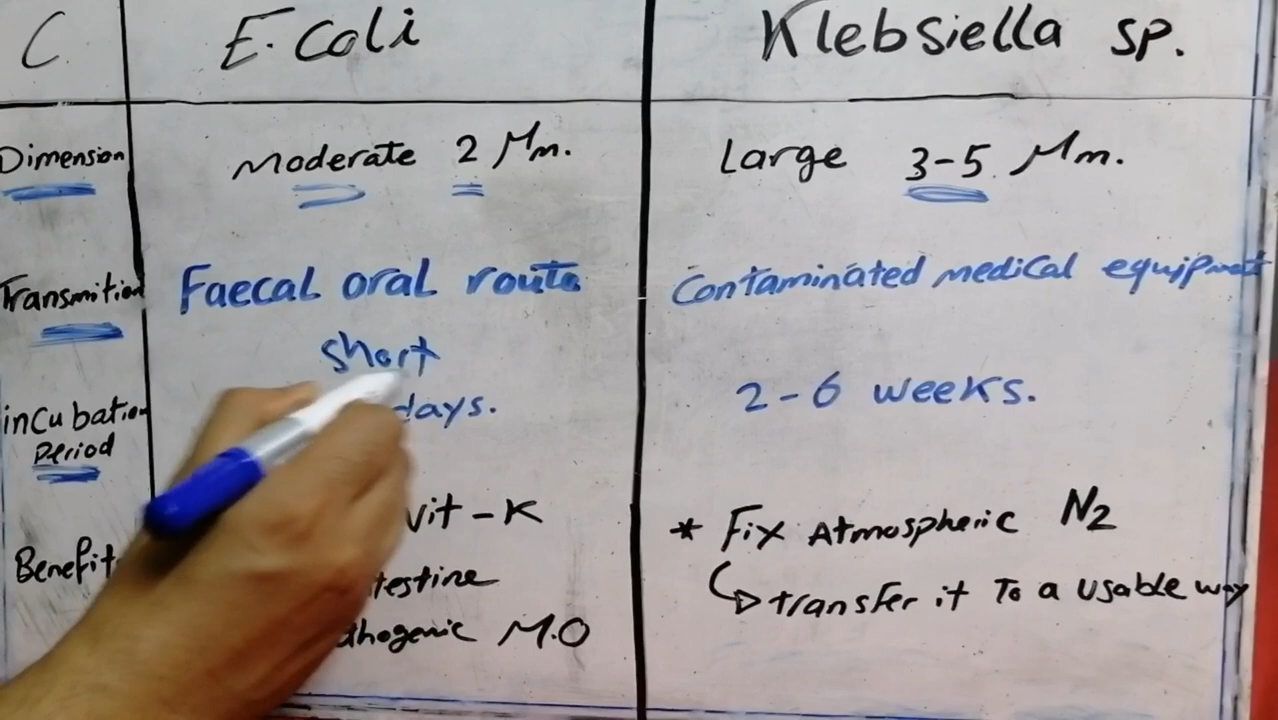 C. E. Coli Klebsiella sp.
Dimension Moderate 2 Mm. Large 3-5 Mm.
Transmition Faecal oral route Contaminated medical equipment
short
incubation days. 2-6 weeks.
Period
vit-K * Fix Atmospheric N2
Benefit transfer it To a usable way
M.O